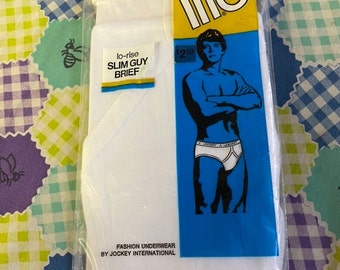 lo-rise
SLIM GUY
BRIEF
FASHION UNDERWEAR
BY JOCKEY INTERNATIONAL